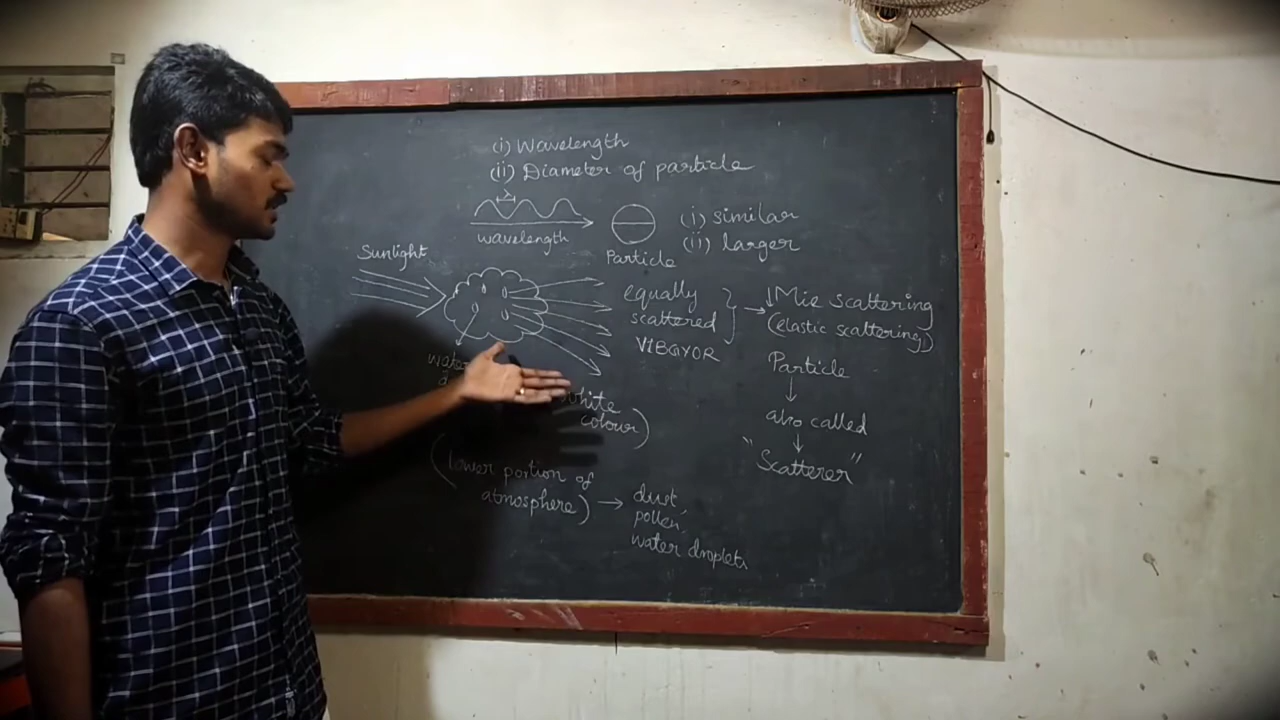 (i) Wavelength
(ii) Diameter of particle
λ
wavelength
Particle
(i) similar
(ii) larger
Sunlight
water
equally
scattered
VIBGYOR
Mie scattering
(elastic scattering)
white
colour)
Particle
also called
"Scatterer"
(lower portion of
atmosphere) → dust,
pollen,
water droplets